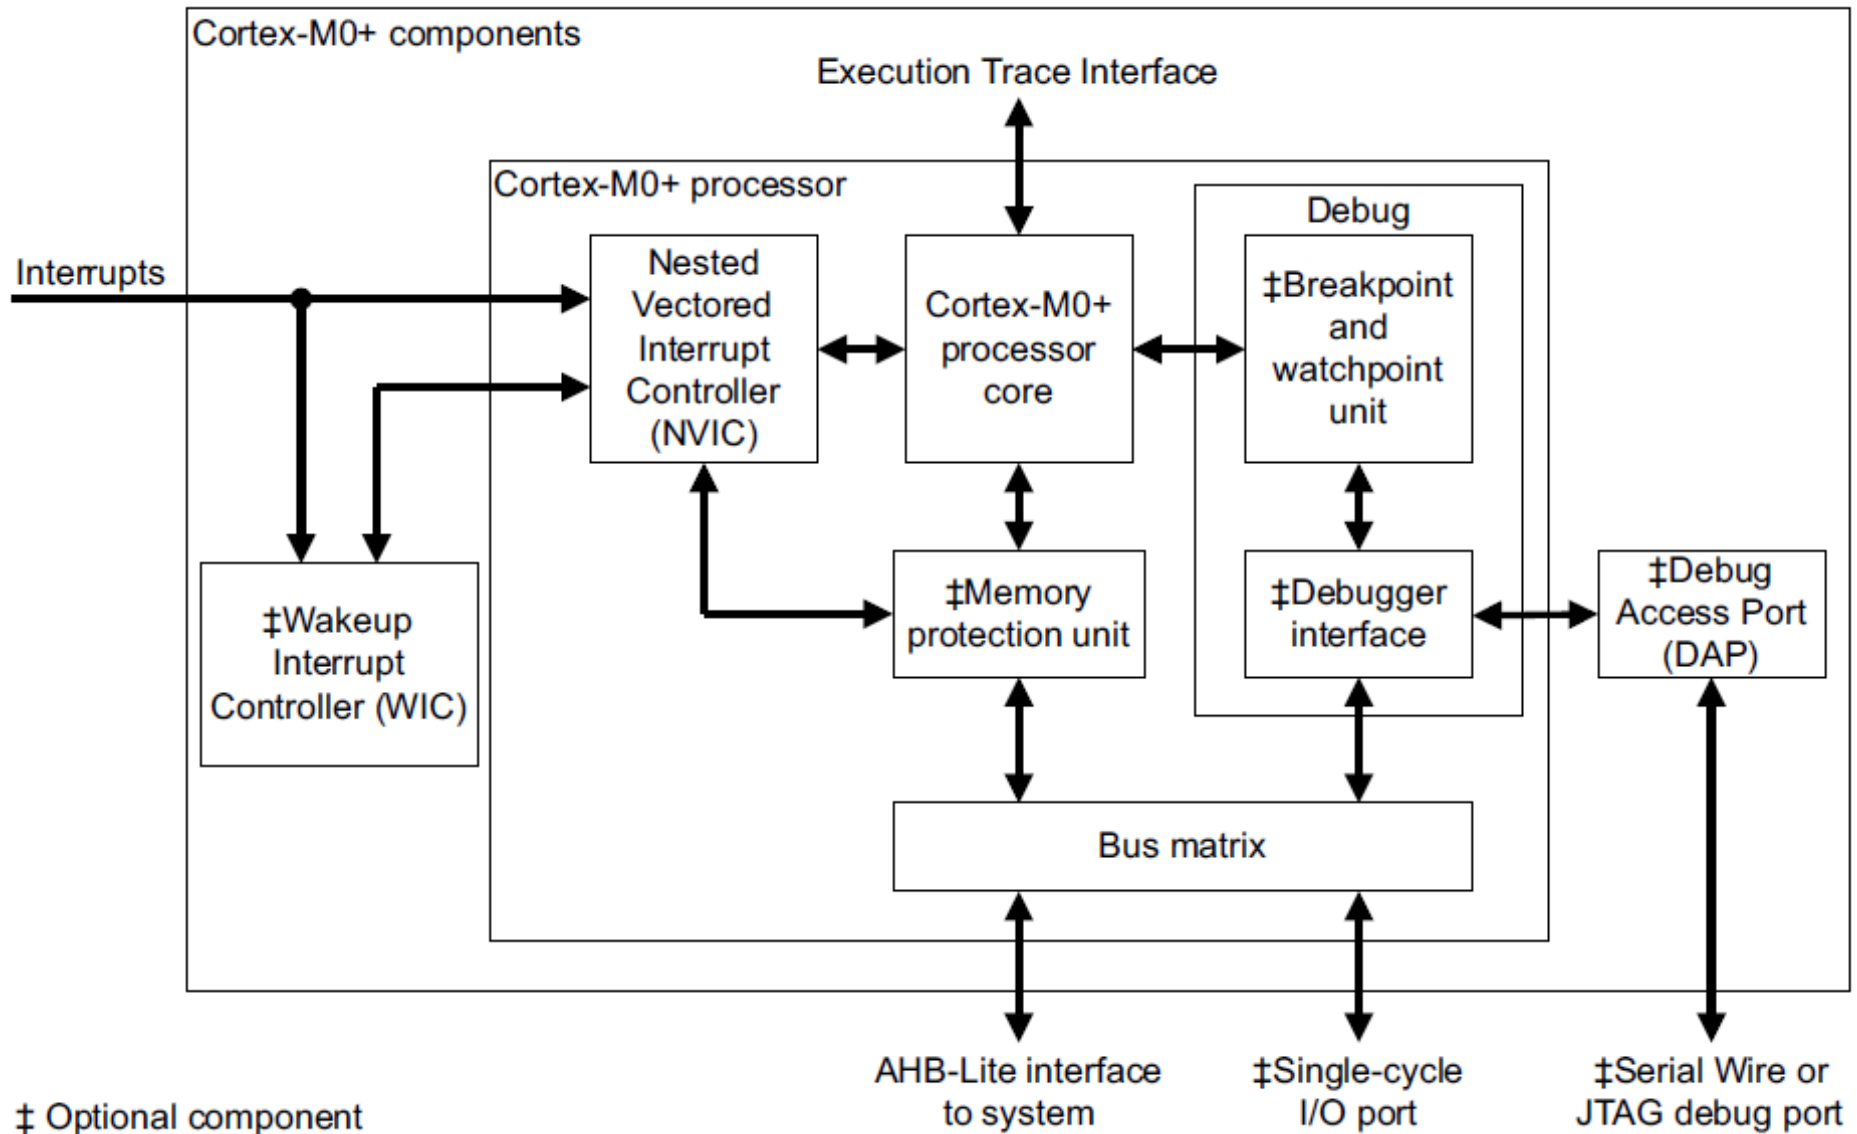 Cortex-M0+ components
Execution Trace Interface
Cortex-M0+ processor
Debug
Interrupts
Nested
Vectored
Interrupt
Controller
(NVIC)
Cortex-M0+
processor
core
‡Breakpoint
and
watchpoint
unit
‡Wakeup
Interrupt
Controller (WIC)
‡Memory
protection unit
‡Debugger
interface
‡Debug
Access Port
(DAP)
Bus matrix
AHB-Lite interface
to system
‡Single-cycle
I/O port
‡Serial Wire or
JTAG debug port
‡ Optional component